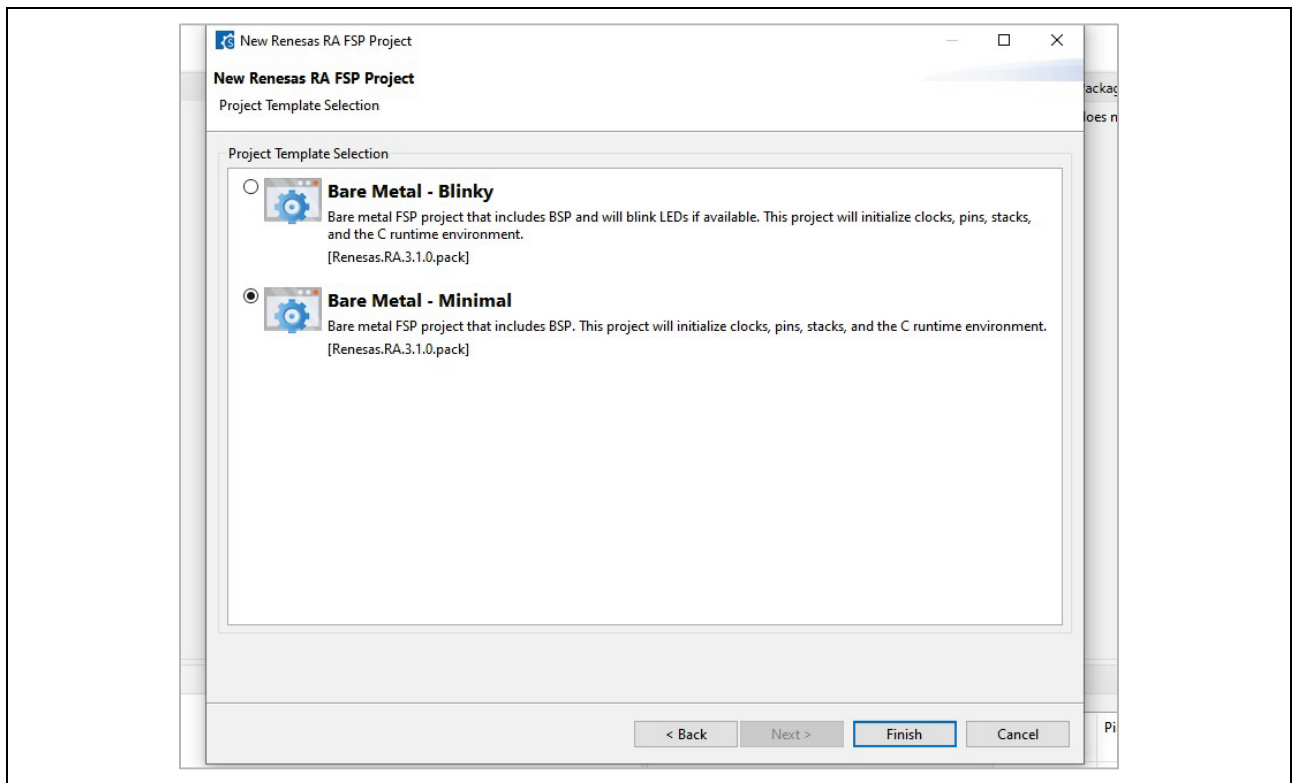 New Renesas RA FSP Project
New Renesas RA FSP Project
Project Template Selection
Project Template Selection
Bare Metal - Blinky
Bare metal FSP project that includes BSP and will blink LEDs if available. This project will initialize clocks, pins, stacks,
and the C runtime environment.
[Renesas.RA.3.1.0.pack]
Bare Metal - Minimal
Bare metal FSP project that includes BSP. This project will initialize clocks, pins, stacks, and the C runtime environment.
[Renesas.RA.3.1.0.pack]
< Back
Next >
Finish
Cancel
Pi